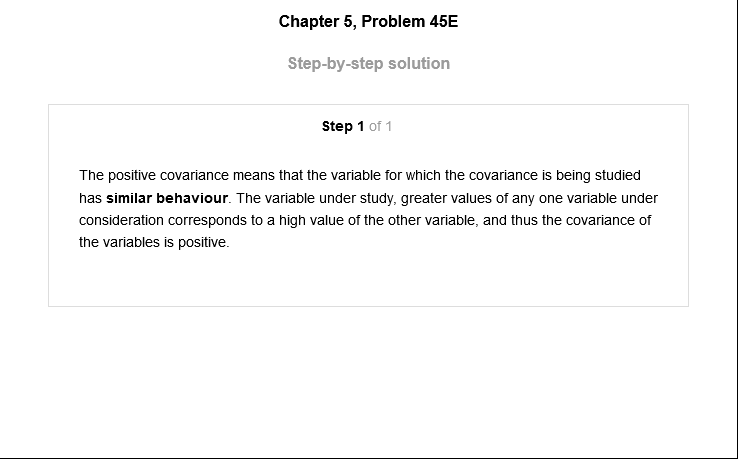 Chapter 5, Problem 45E
Step-by-step solution
Step 1 of 1
The positive covariance means that the variable for which the covariance is being studied
has similar behaviour. The variable under study, greater values of any one variable under
consideration corresponds to a high value of the other variable, and thus the covariance of
the variables is positive.